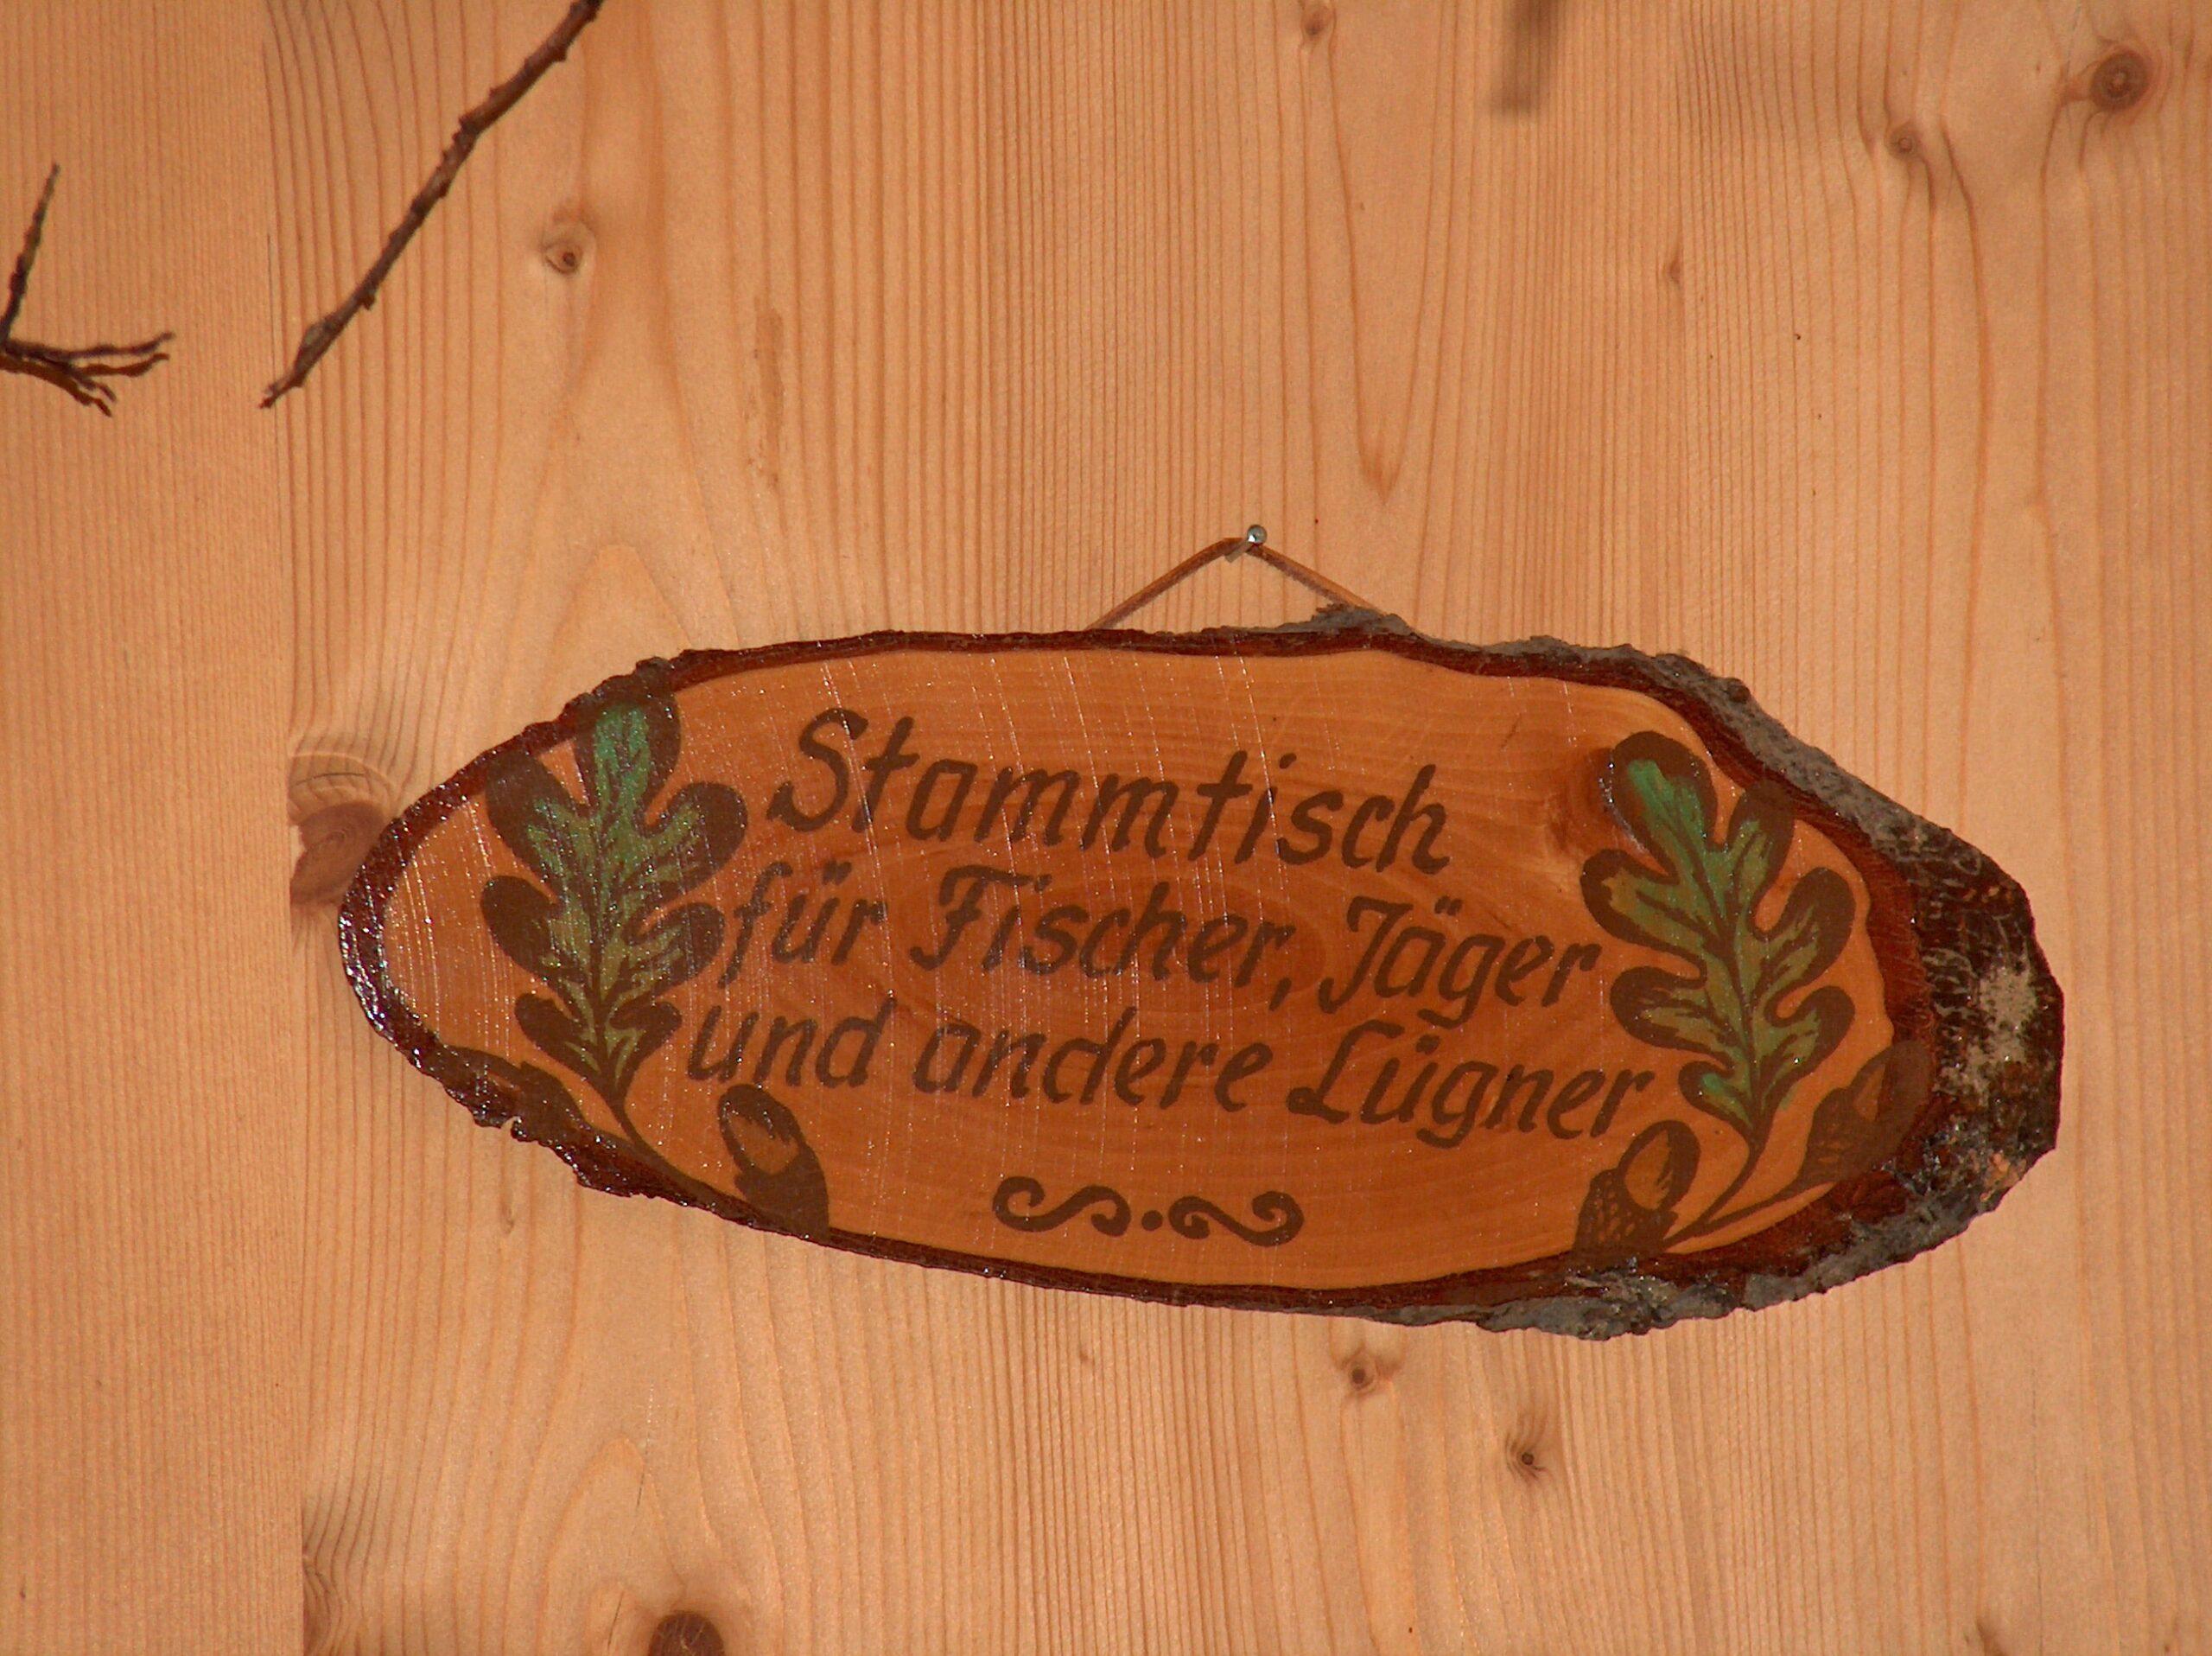 Stammtisch
für Fischer, Jäger
und andere Lügner